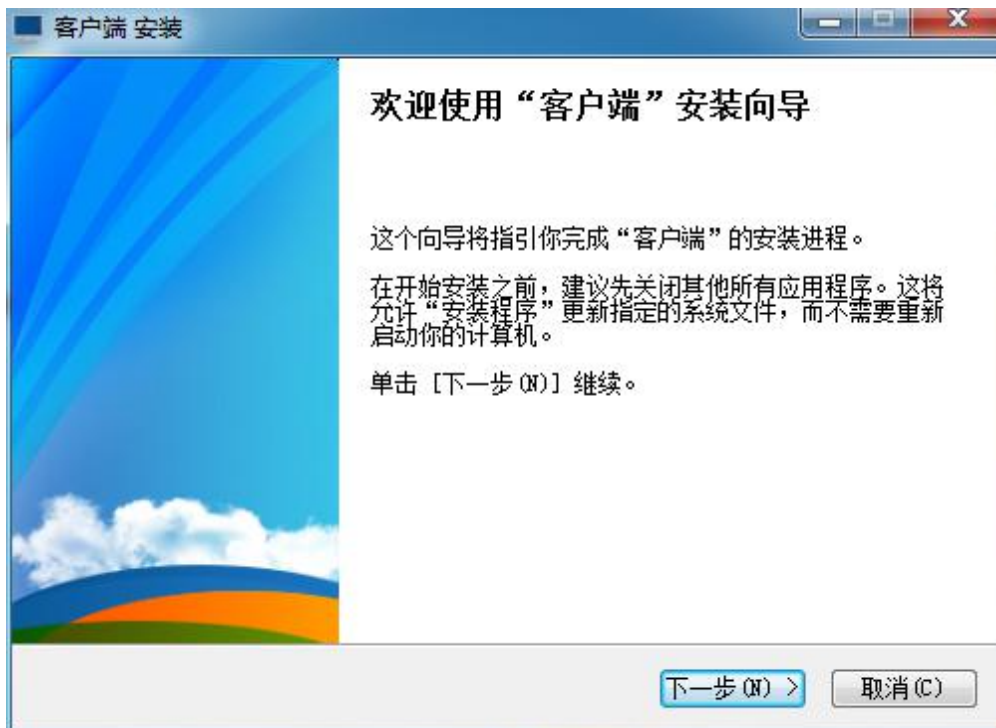 客户端 安装
欢迎使用“客户端”安装向导
这个向导将指引你完成“客户端”的安装进程。
在开始安装之前，建议先关闭其他所有应用程序。这将
允许“安装程序”更新指定的系统文件，而不需要重新
启动你的计算机。
单击 [下一步(N)] 继续。
下一步(N) >
取消(C)